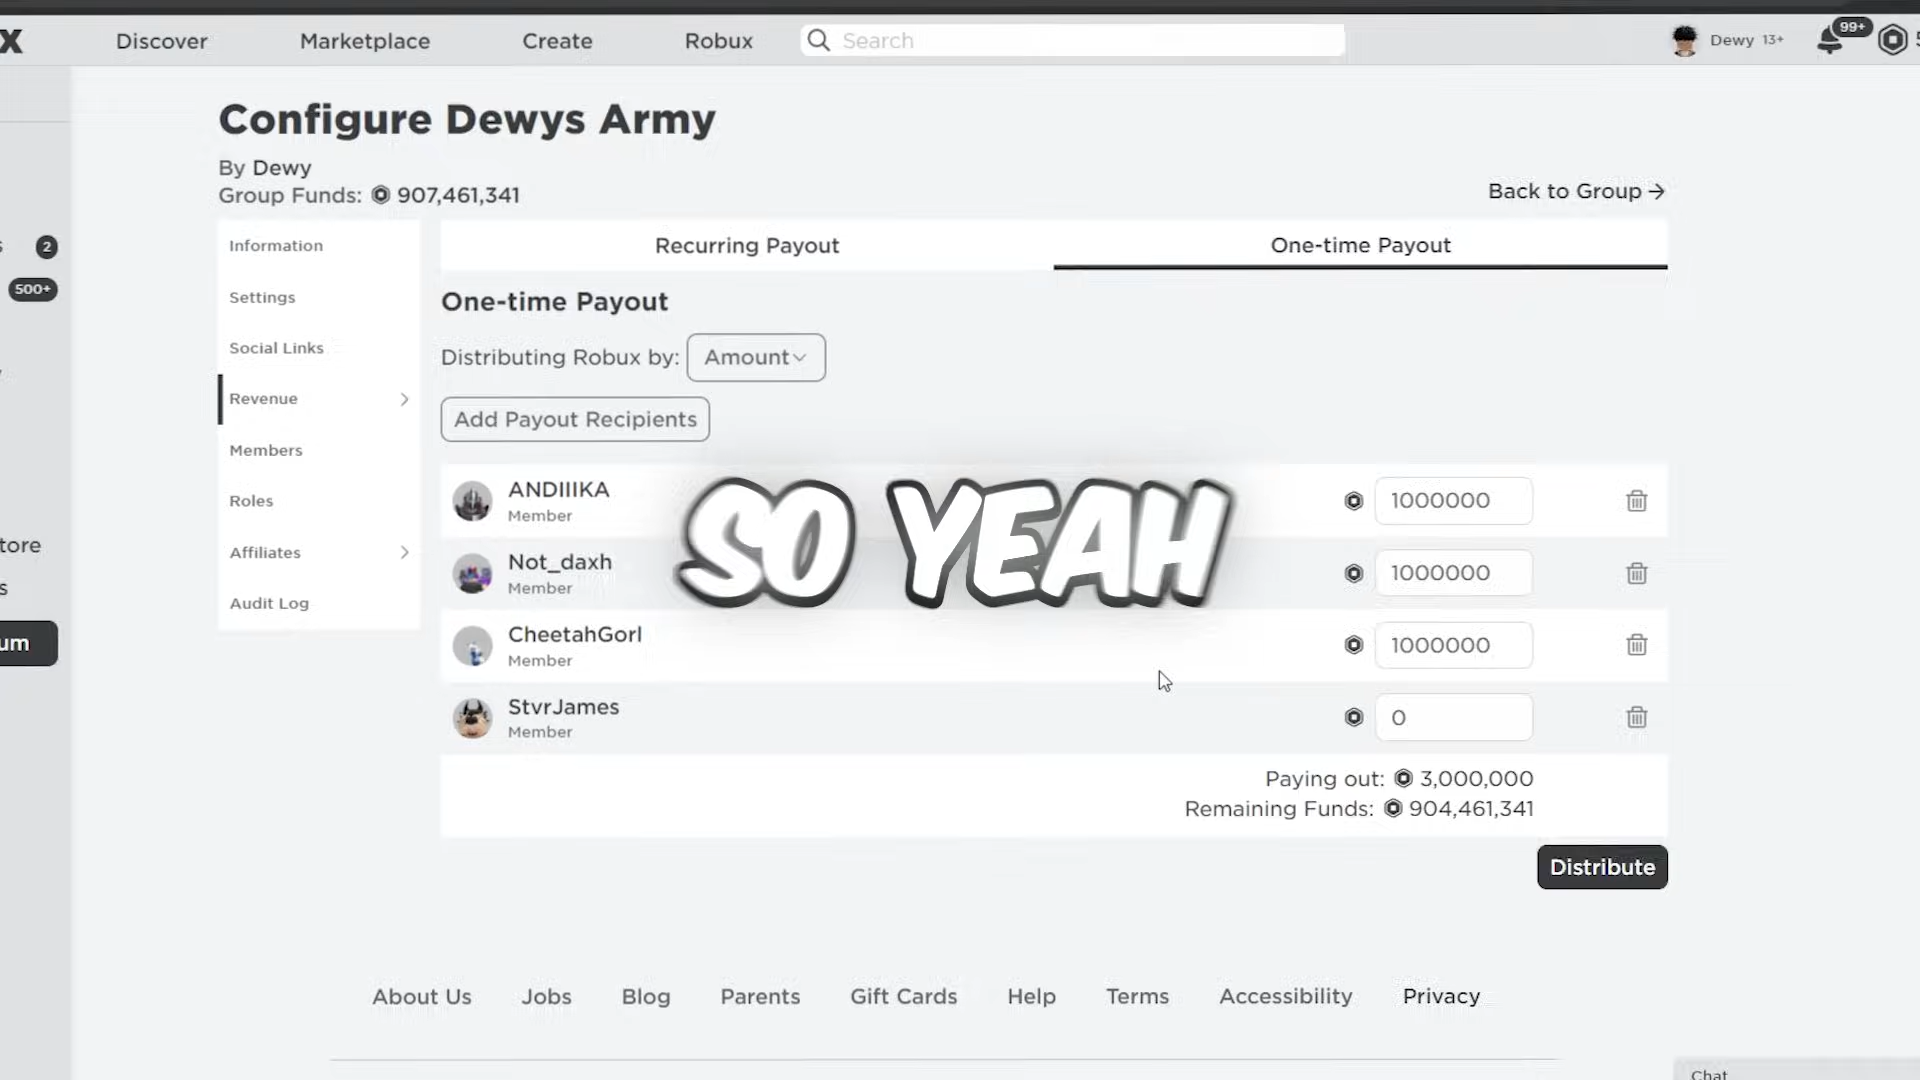 X Discover Marketplace Create Robux Search Dewy 13+ 99+
Configure Dewys Army
By Dewy
Group Funds: 907,461,341
Back to Group →
2
500+
tore
s
um
Information
Settings
Social Links
Revenue
Members
Roles
Affiliates
Audit Log
Recurring Payout One-time Payout
One-time Payout
Distributing Robux by: Amount
Add Payout Recipients
ANDIIIKA
Member
1000000
Not_daxh
Member
1000000
CheetahGorl
Member
1000000
StvrJames
Member
0
SO YEAH
Paying out: 3,000,000
Remaining Funds: 904,461,341
Distribute
About Us Jobs Blog Parents Gift Cards Help Terms Accessibility Privacy
Chat